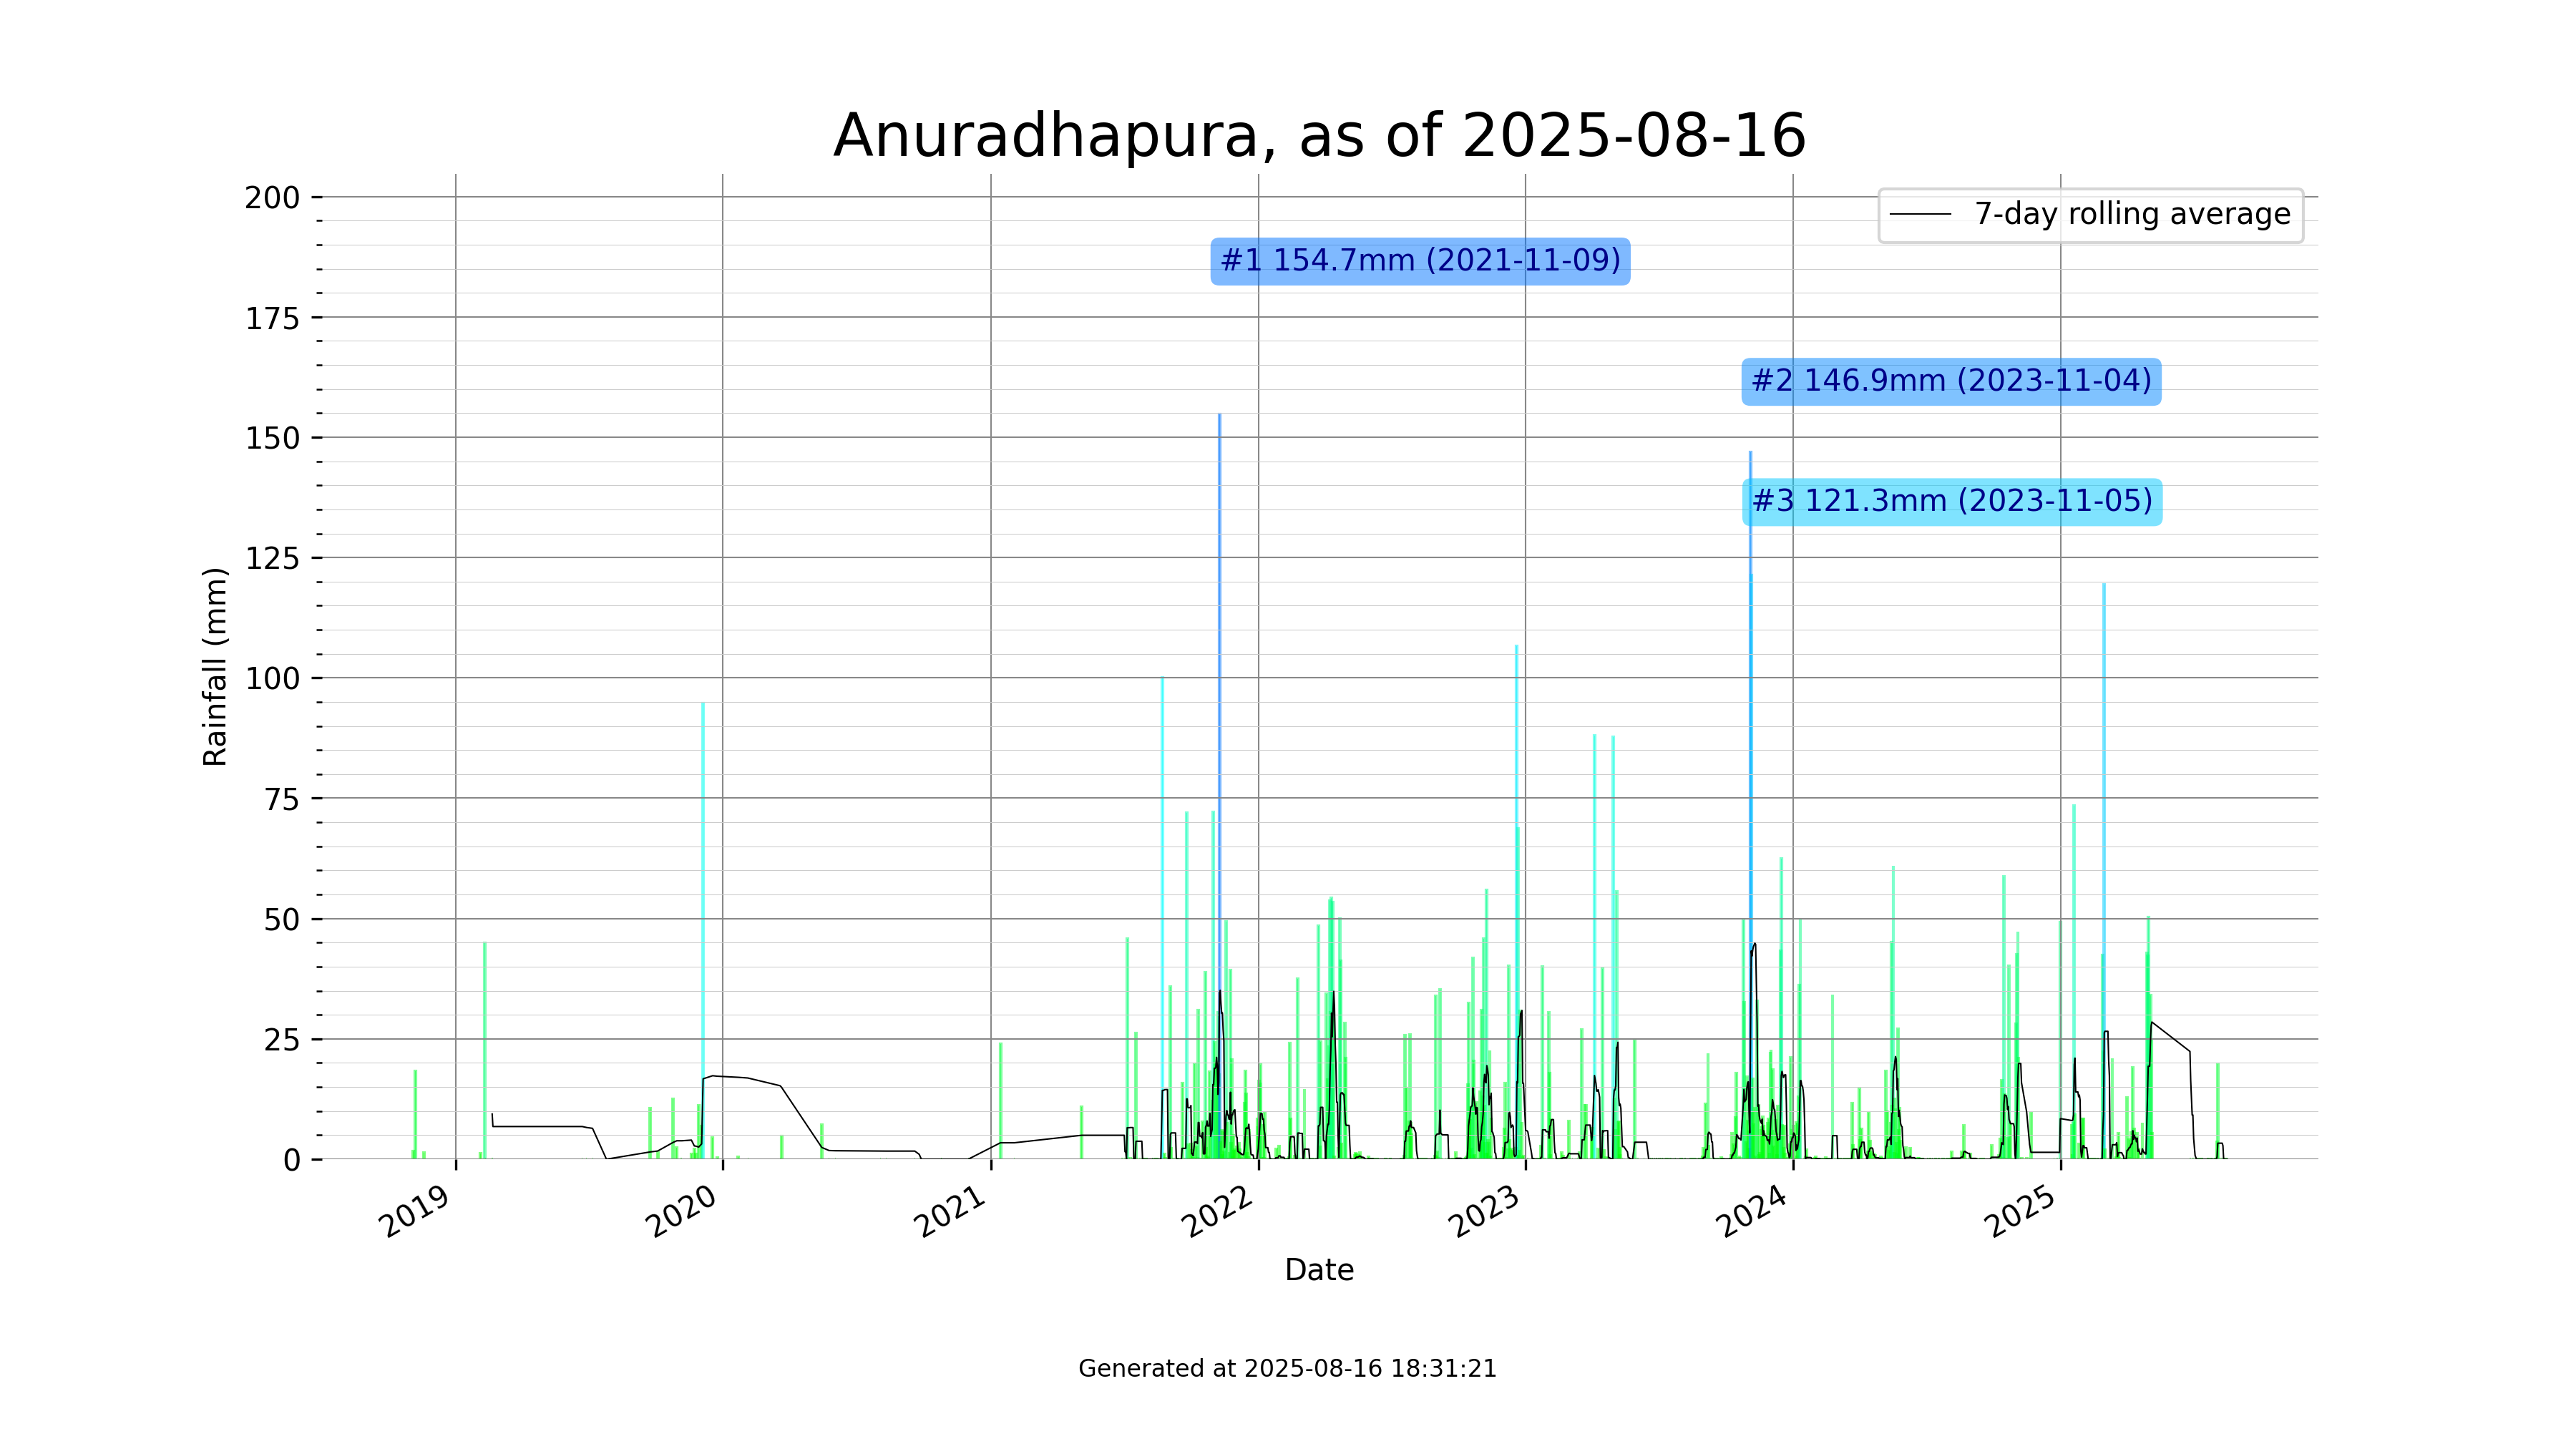 Anuradhapura, as of 2025-08-16
7-day rolling average
#1 154.7mm (2021-11-09)
#2 146.9mm (2023-11-04)
#3 121.3mm (2023-11-05)
Rainfall (mm)
200
175
150
125
100
75
50
25
0
2019
2020
2021
2022
2023
2024
2025
Date
Generated at 2025-08-16 18:31:21